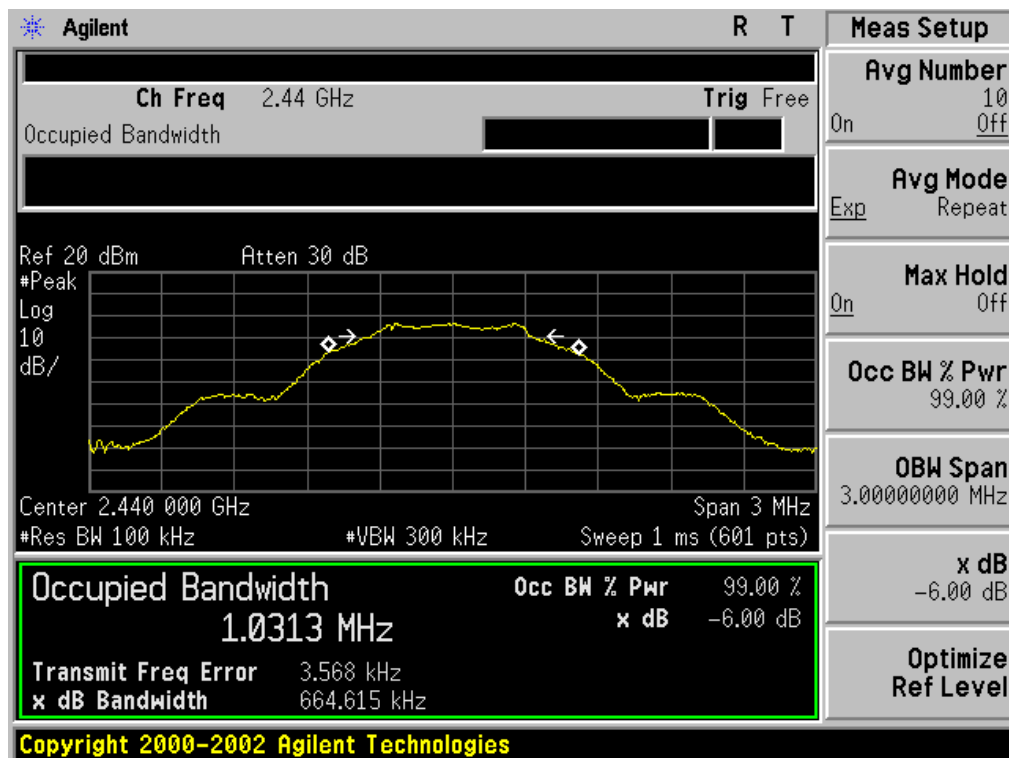 Agilent R T
Ch Freq 2.44 GHz Trig Free
Occupied Bandwidth
Ref 20 dBm Atten 30 dB
#Peak
Log
10
dB/
Center 2.440 000 GHz Span 3 MHz
#Res BW 100 kHz #VBW 300 kHz Sweep 1 ms (601 pts)
Occupied Bandwidth Occ BW % Pwr 99.00 %
1.0313 MHz x dB -6.00 dB
Transmit Freq Error 3.568 kHz
x dB Bandwidth 664.615 kHz
Copyright 2000-2002 Agilent Technologies
Meas Setup
Avg Number
10
On Off
Avg Mode
Exp Repeat
Max Hold
On Off
Occ BW % Pwr
99.00 %
OBW Span
3.00000000 MHz
x dB
-6.00 dB
Optimize
Ref Level